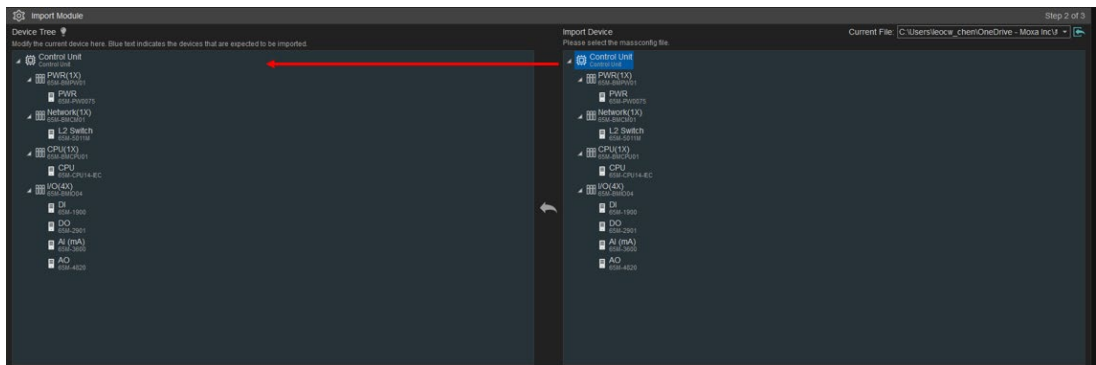 Import Module
Step 2 of 3
Device Tree
Modify the current device here. Blue text indicates the devices that are expected to be imported.
Control Unit
Control Unit
PWR(1X)
65M-BMPW01
PWR
65M-PW0075
Network(1X)
65M-BMCM01
L2 Switch
65M-5011M
CPU(1X)
65M-BMCPU01
CPU
65M-CPU14-IEC
I/O(4X)
65M-BMIO04
DI
65M-1900
DO
65M-2901
AI (mA)
65M-3600
AO
65M-4620
Import Device
Current File: C:\Users\leocw_chen\OneDrive - Moxa Inc\
Please select the massconfig file.
Control Unit
Control Unit
PWR(1X)
65M-BMPW01
PWR
65M-PW0075
Network(1X)
65M-BMCM01
L2 Switch
65M-5011M
CPU(1X)
65M-BMCPU01
CPU
65M-CPU14-IEC
I/O(4X)
65M-BMIO04
DI
65M-1900
DO
65M-2901
AI (mA)
65M-3600
AO
65M-4620